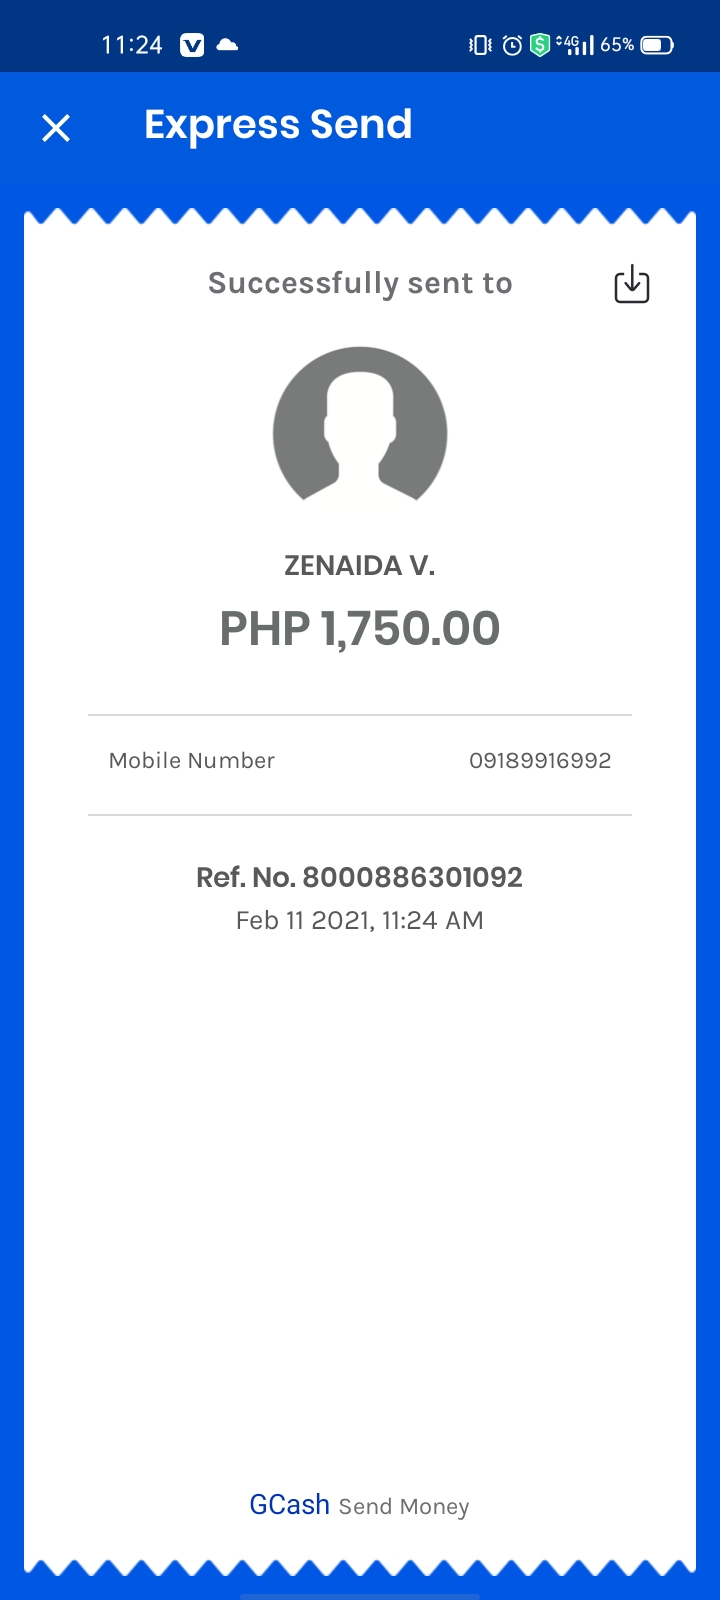 11:24 V $ 4G 65%
Express Send
Successfully sent to
ZENAIDA V.
PHP 1,750.00
Mobile Number 09189916992
Ref. No. 8000886301092
Feb 11 2021, 11:24 AM
GCash Send Money